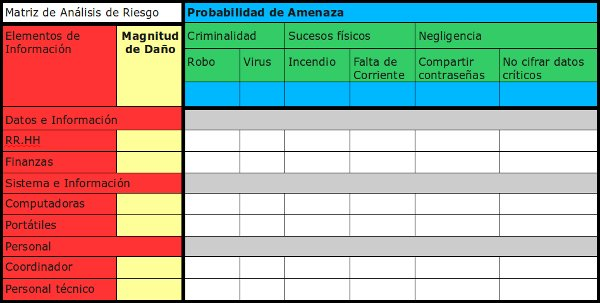 Matriz de Análisis de Riesgo
Probabilidad de Amenaza
Elementos de
Información
Magnitud
de Daño
Criminalidad
Sucesos físicos
Negligencia
Robo
Virus
Incendio
Falta de
Corriente
Compartir
contraseñas
No cifrar datos
críticos
Datos e Información
RR.HH
Finanzas
Sistema e Información
Computadoras
Portátiles
Personal
Coordinador
Personal técnico